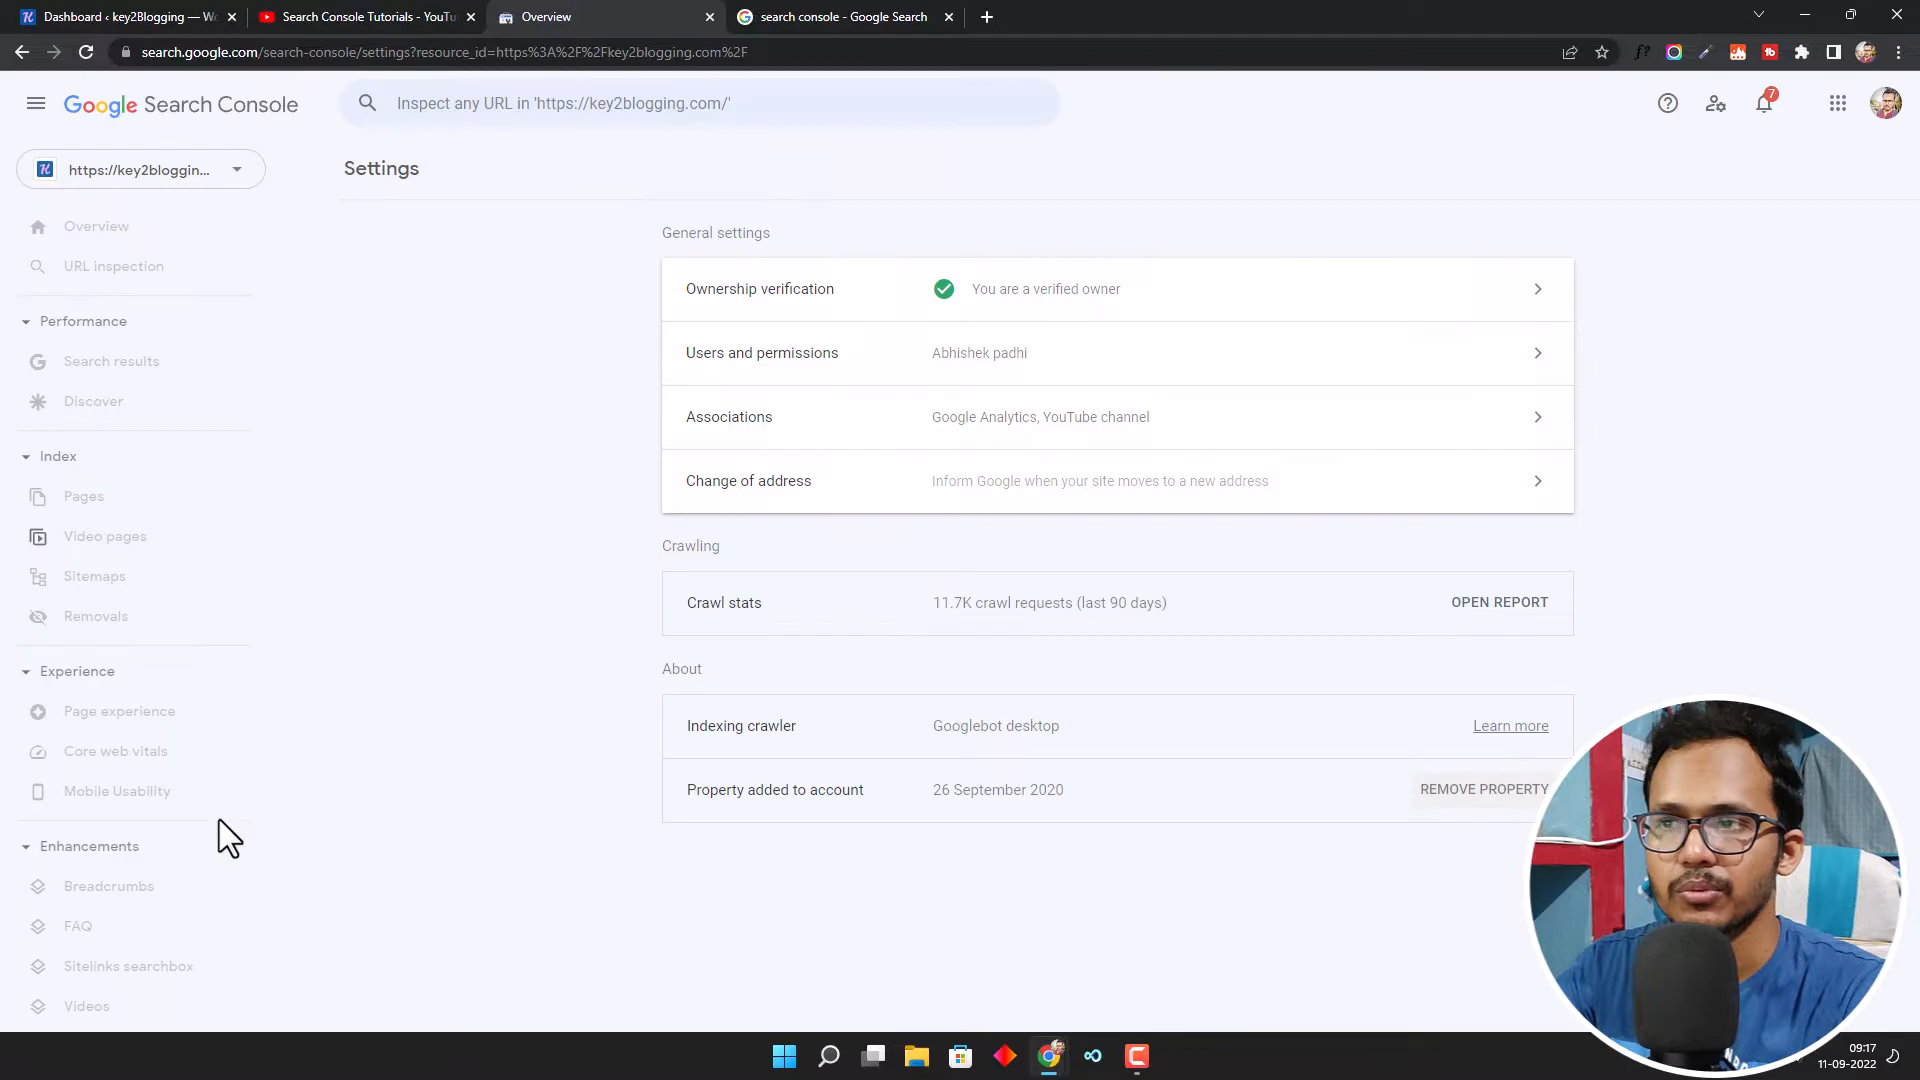 Dashboard ‹ key2Blogging — Wo
Search Console Tutorials - YouTu
Overview
search console - Google Search
search.google.com/search-console/settings?resource_id=https%3A%2F%2Fkey2blogging.com%2F
Google Search Console
Inspect any URL in 'https://key2blogging.com/'
7
https://key2bloggin...
Settings
Overview
URL inspection
Performance
Search results
Discover
Index
Pages
Video pages
Sitemaps
Removals
Experience
Page experience
Core web vitals
Mobile Usability
Enhancements
Breadcrumbs
FAQ
Sitelinks searchbox
Videos
General settings
Ownership verification You are a verified owner
Users and permissions Abhishek padhi
Associations Google Analytics, YouTube channel
Change of address Inform Google when your site moves to a new address
Crawling
Crawl stats 11.7K crawl requests (last 90 days) OPEN REPORT
About
Indexing crawler Googlebot desktop Learn more
Property added to account 26 September 2020 REMOVE PROPERTY
09:17
11-09-2022